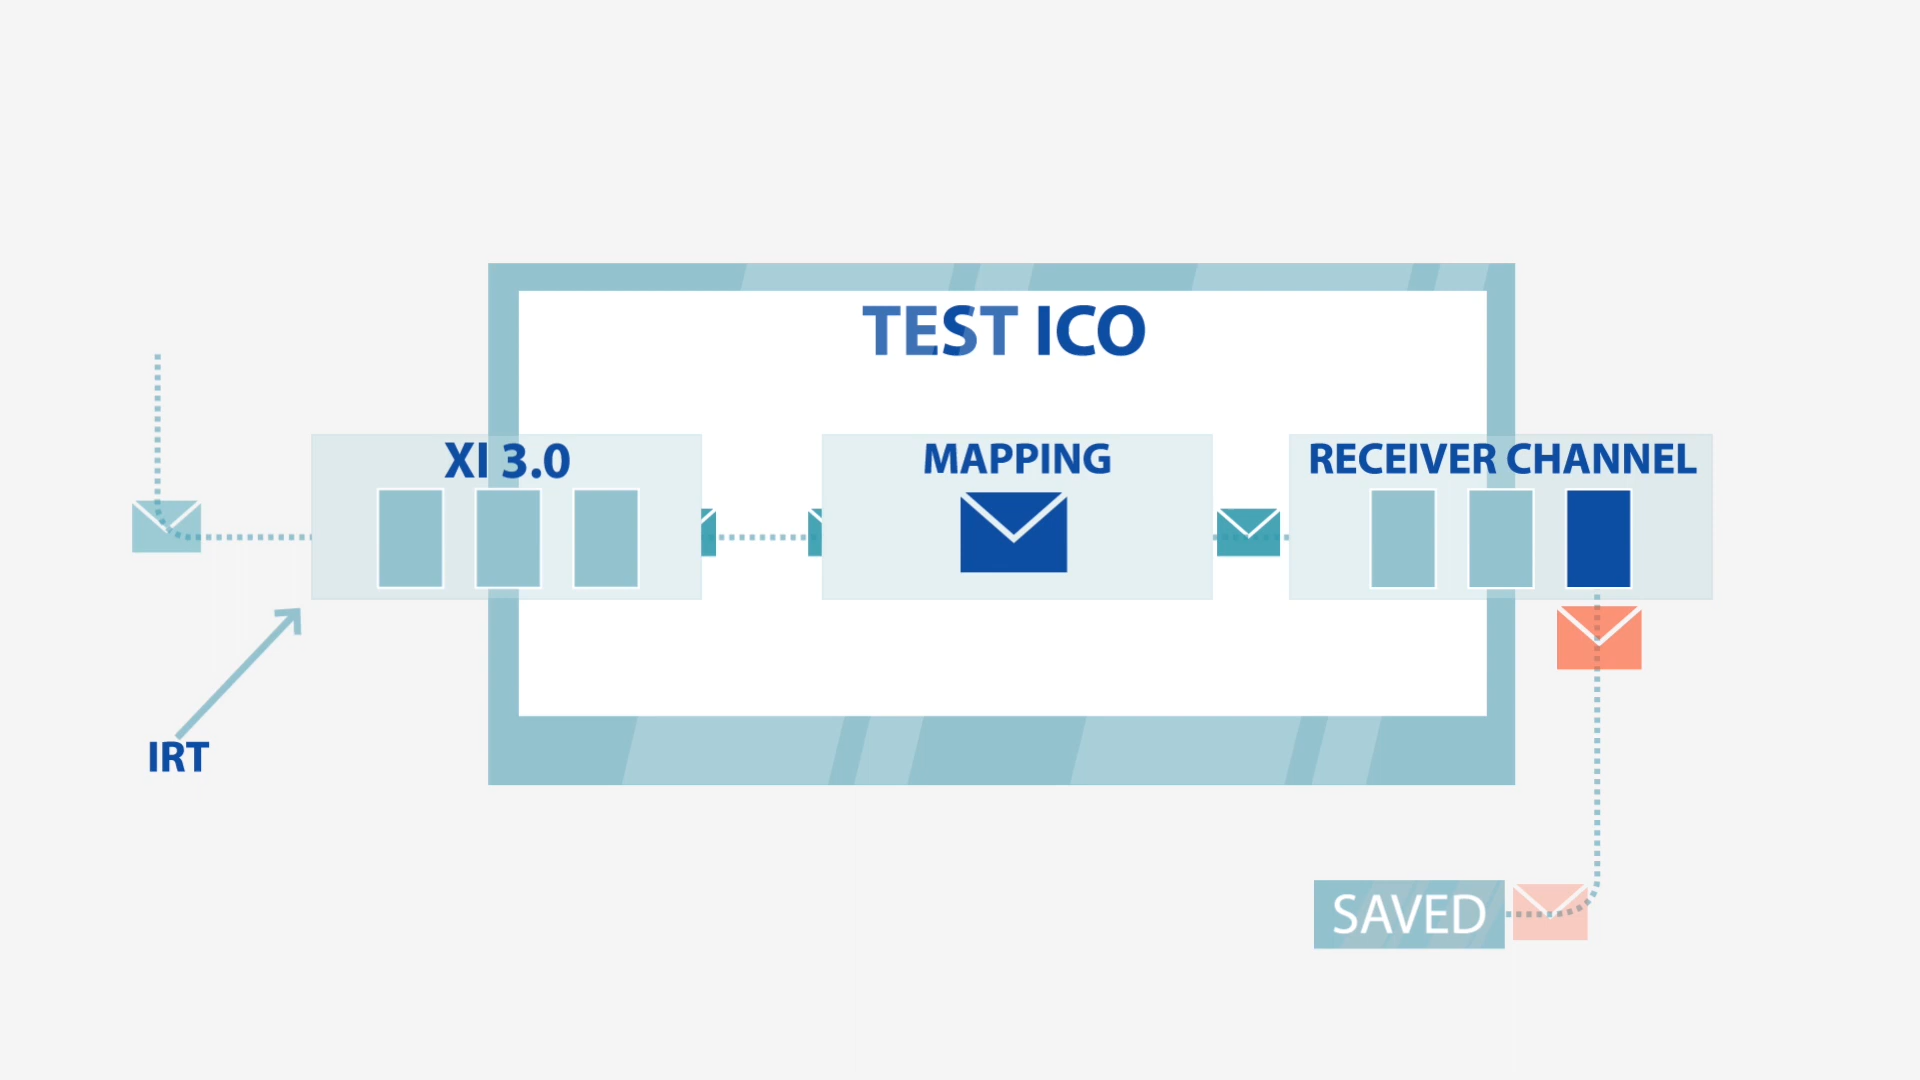 TEST ICO
XI 3.0
MAPPING
RECEIVER CHANNEL
IRT
SAVED